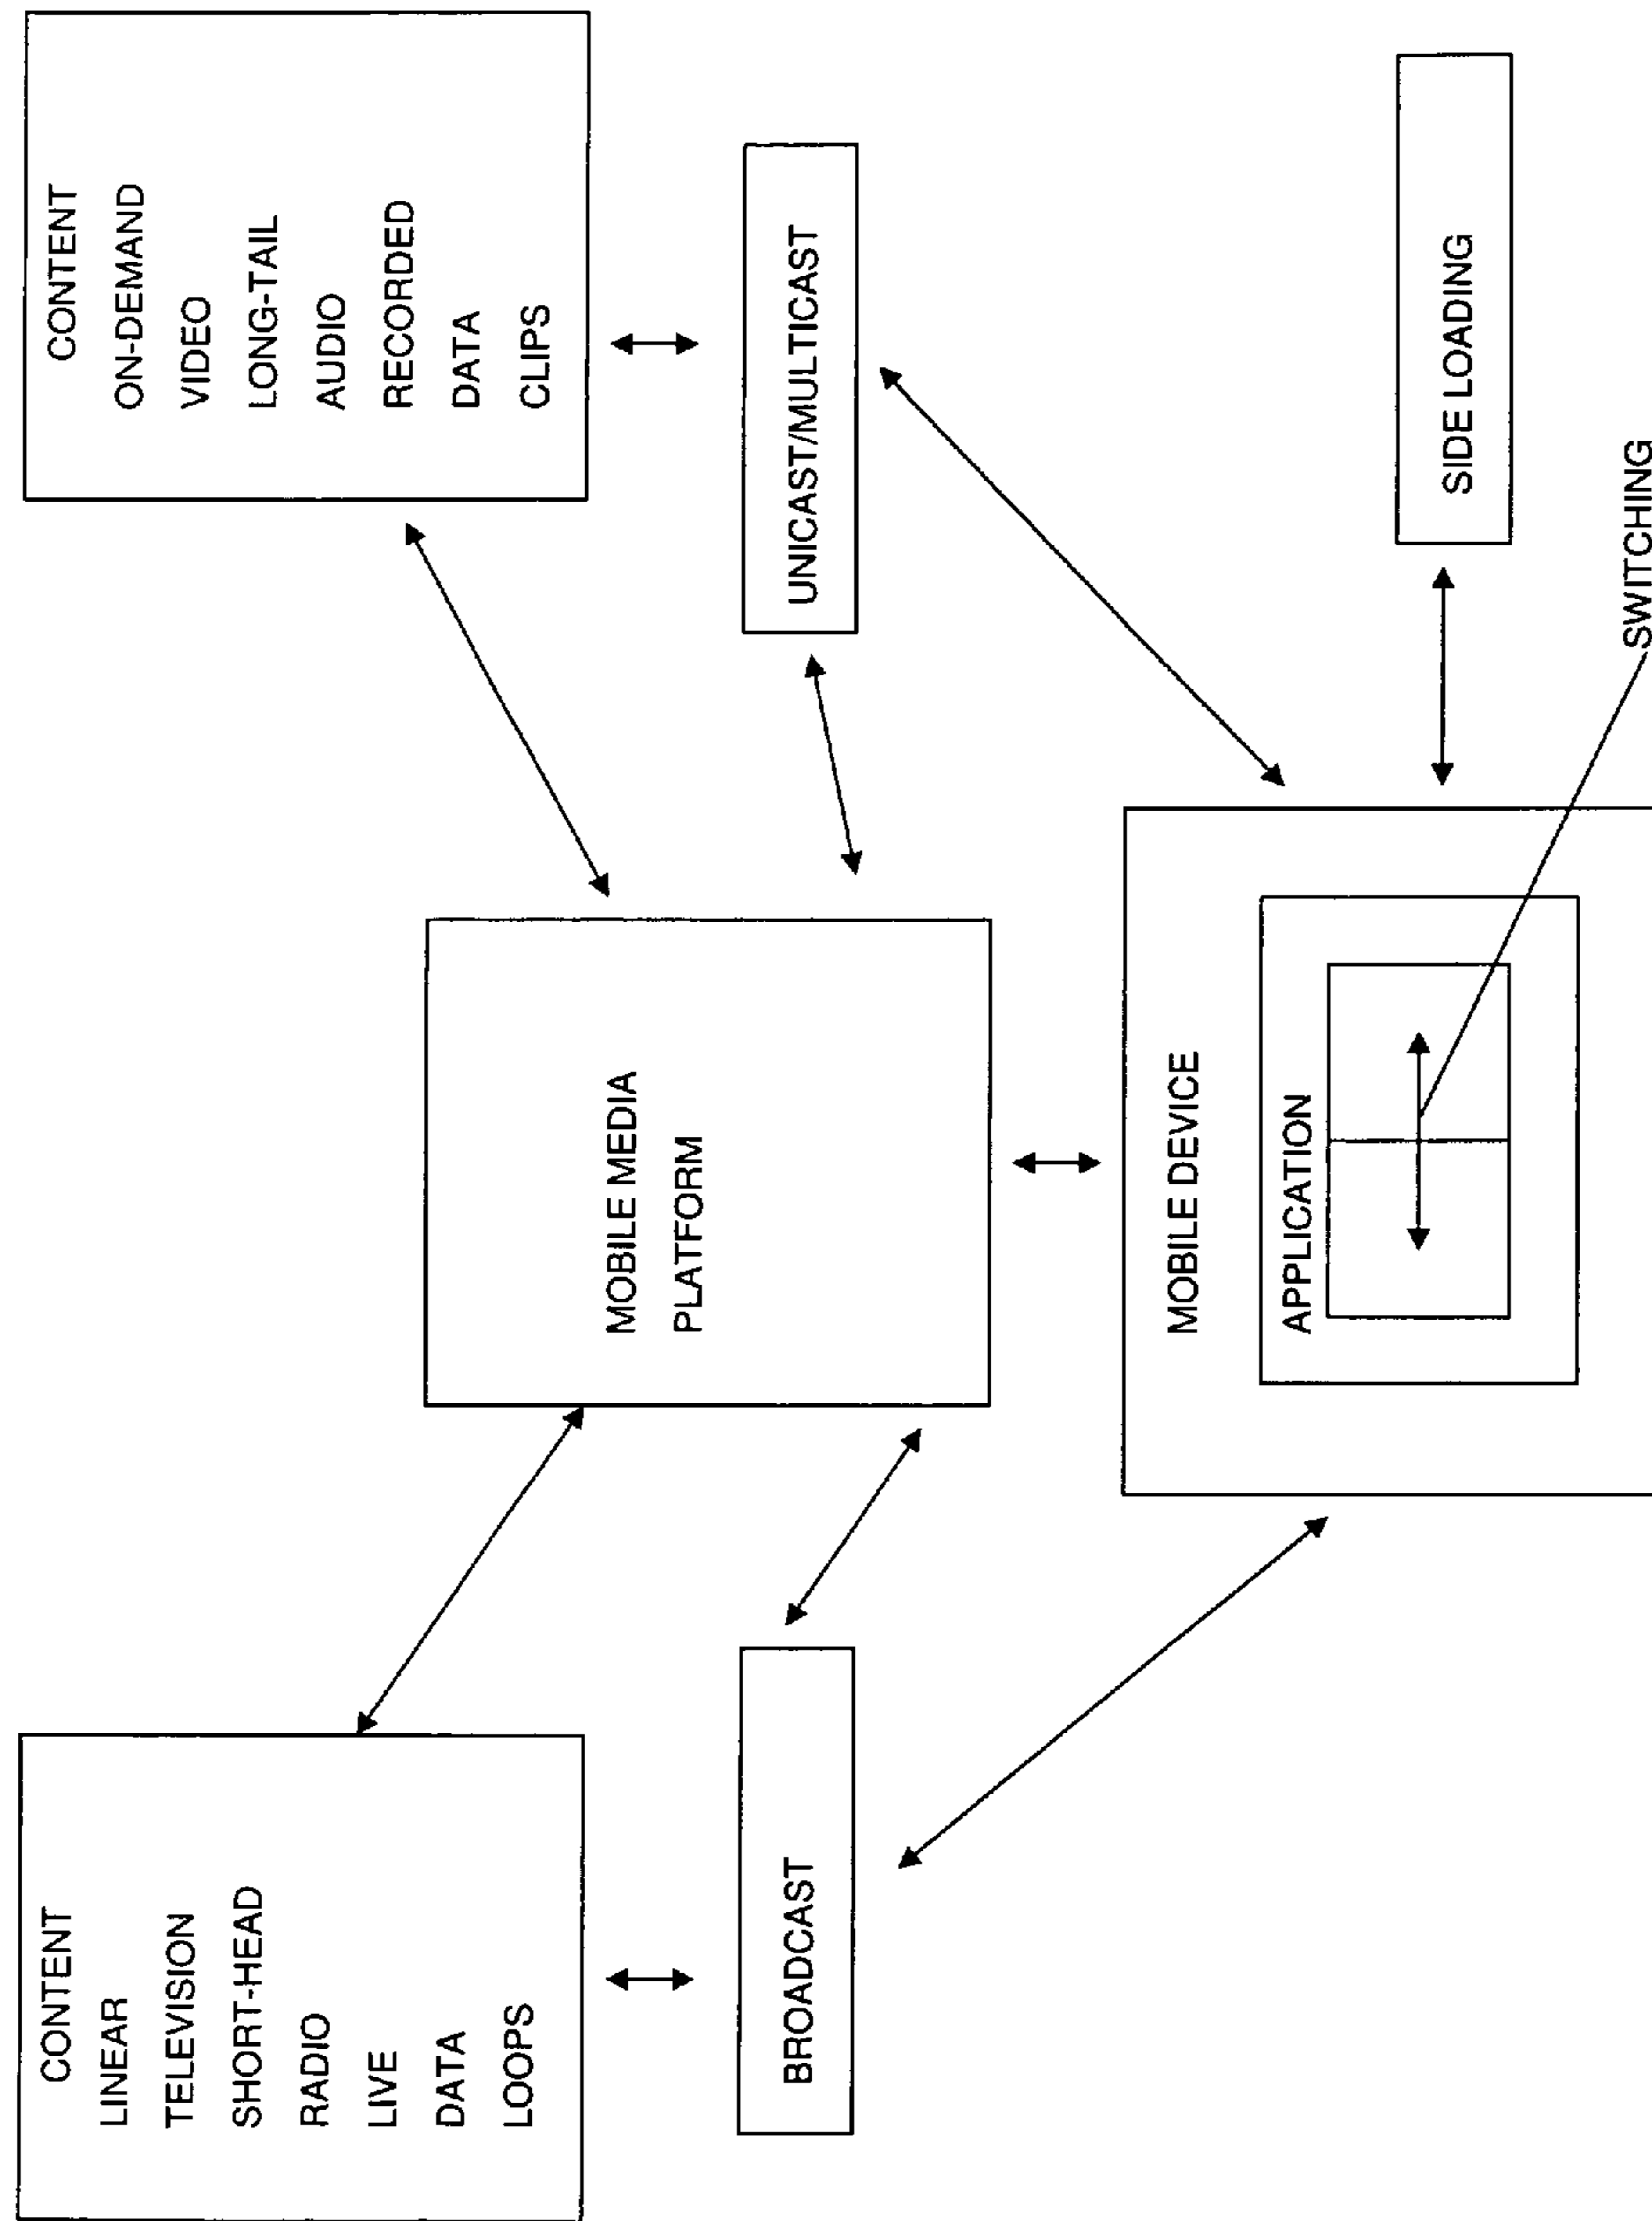 CONTENT
LINEAR
TELEVISION
SHORT-HEAD
RADIO
LIVE
DATA
LOOPS
CONTENT
ON-DEMAND
VIDEO
LONG-TAIL
AUDIO
RECORDED
DATA
CLIPS
MOBILE MEDIA
PLATFORM
BROADCAST
UNICAST/MULTICAST
MOBILE DEVICE
APPLICATION
SIDE LOADING
SWITCHING